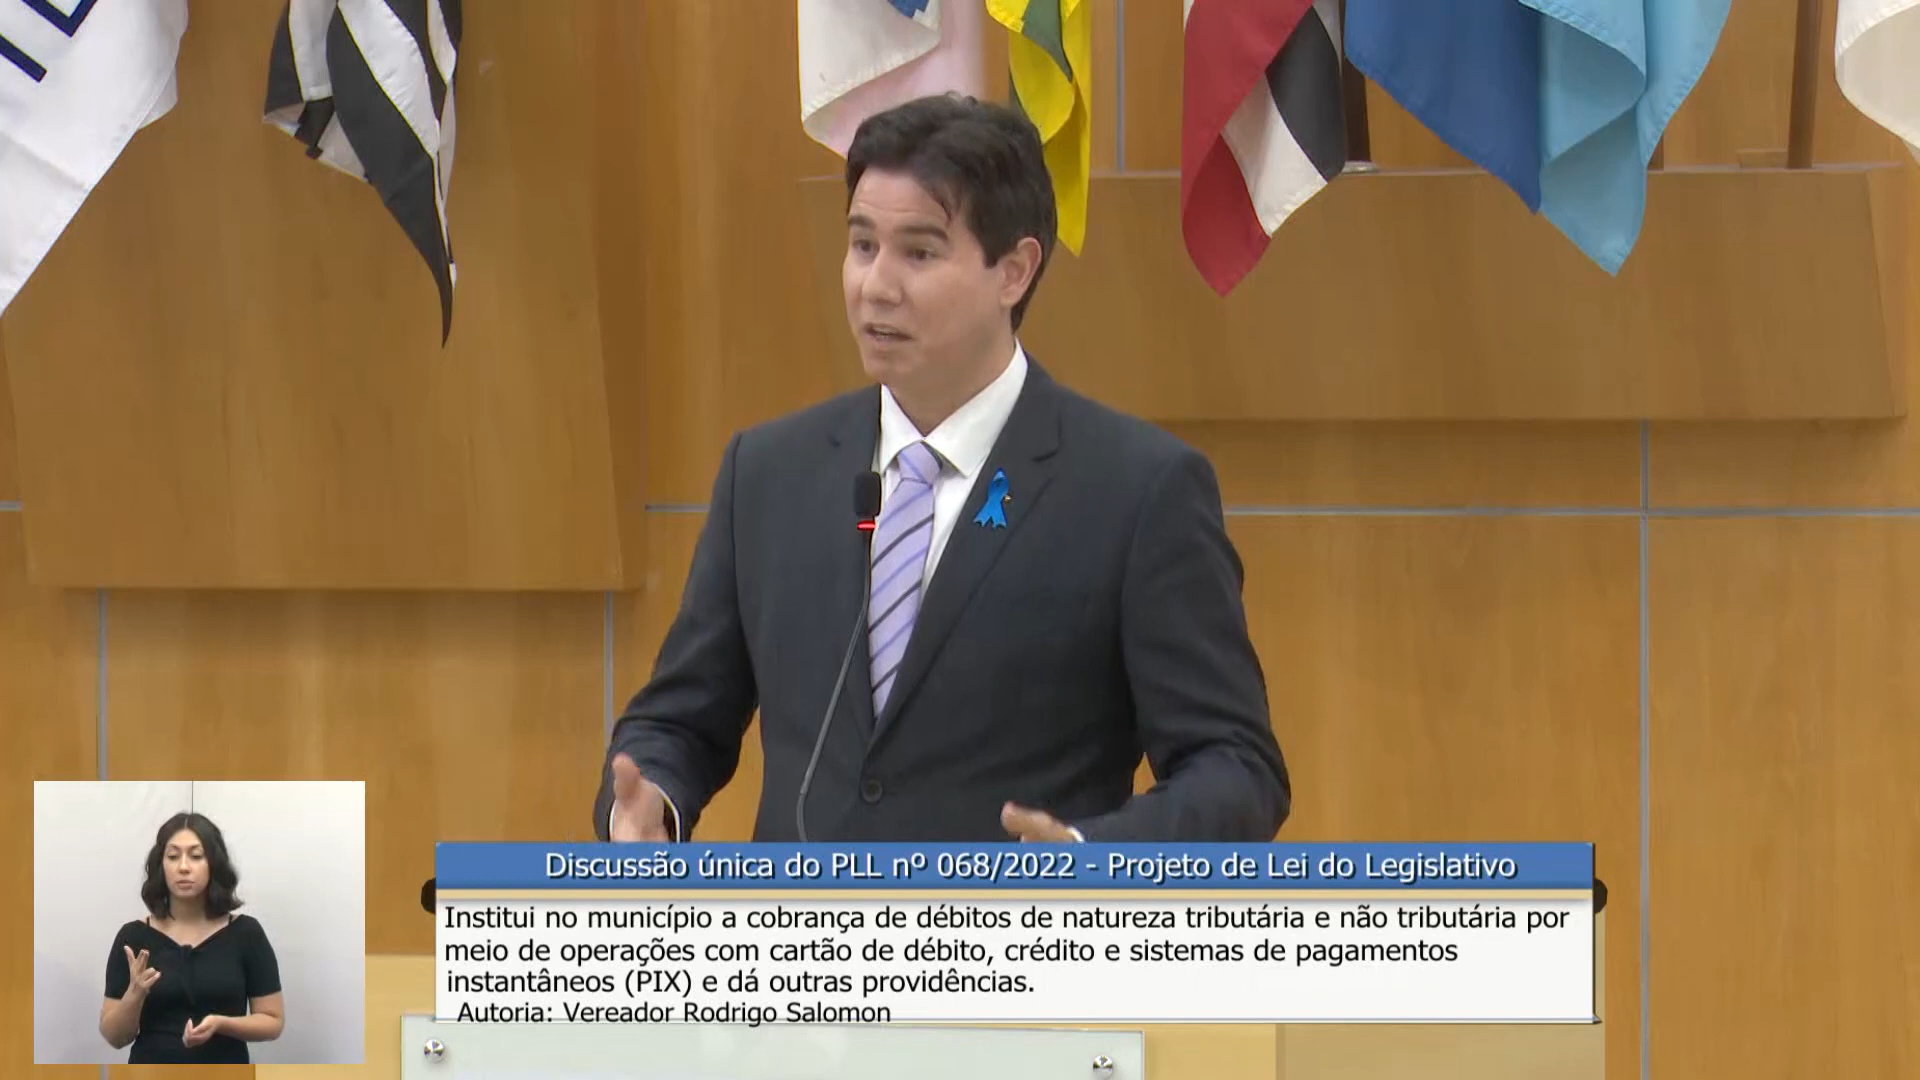 Discussão única do PLL nº 068/2022 - Projeto de Lei do Legislativo
Institui no município a cobrança de débitos de natureza tributária e não tributária por
meio de operações com cartão de débito, crédito e sistemas de pagamentos
instantâneos (PIX) e dá outras providências.
Autoria: Vereador Rodrigo Salomon